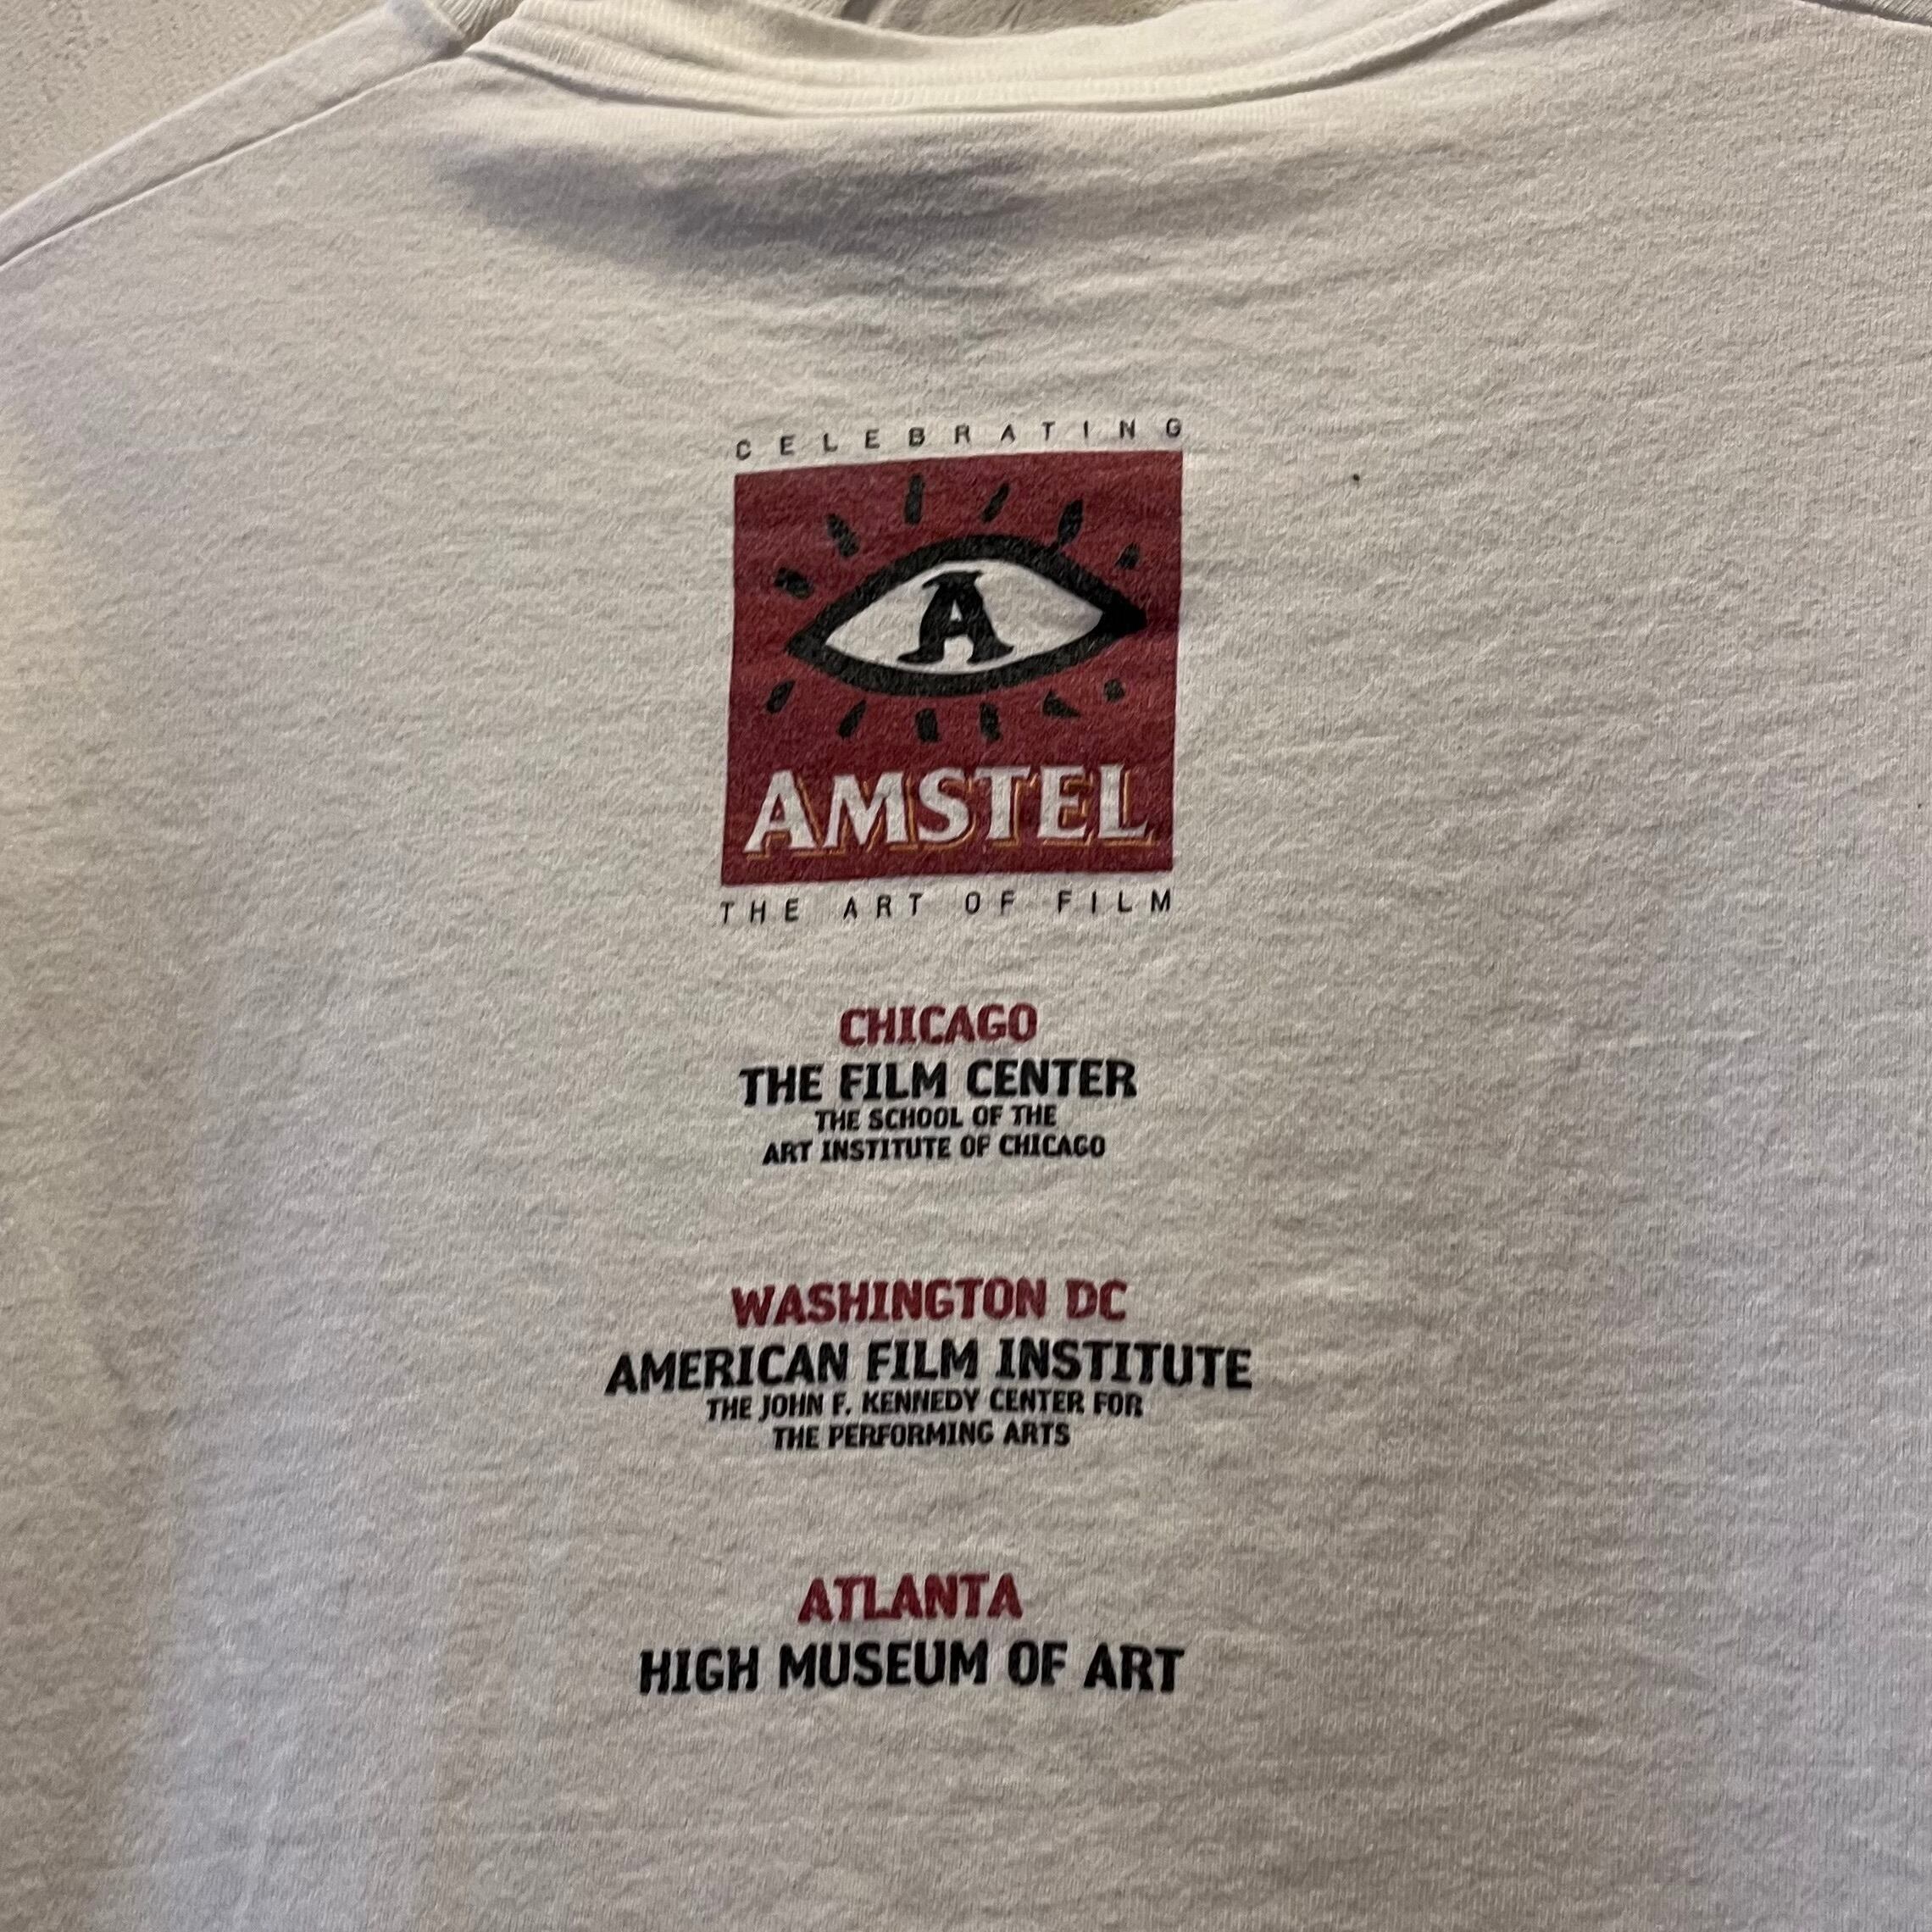 CELEBRATING
A
AMSTEL
THE ART OF FILM
CHICAGO
THE FILM CENTER
THE SCHOOL OF THE
ART INSTITUTE OF CHICAGO
WASHINGTON DC
AMERICAN FILM INSTITUTE
THE JOHN F. KENNEDY CENTER FOR
THE PERFORMING ARTS
ATLANTA
HIGH MUSEUM OF ART